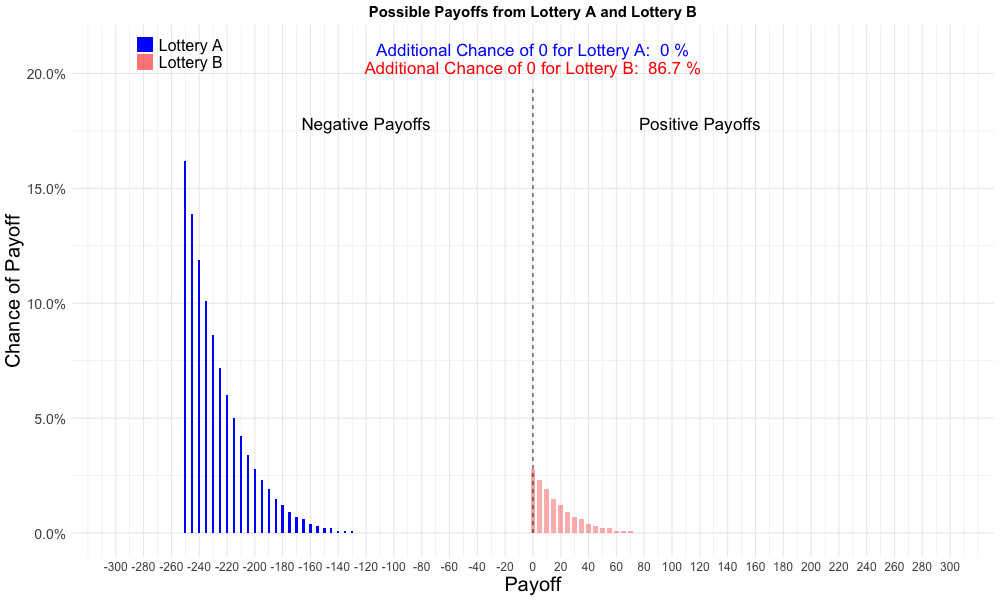 Possible Payoffs from Lottery A and Lottery B
Lottery A
Lottery B
Additional Chance of 0 for Lottery A:  0 %
Additional Chance of 0 for Lottery B:  86.7 %
Negative Payoffs
Positive Payoffs
Chance of Payoff
20.0%
15.0%
10.0%
5.0%
0.0%
-300 -280 -260 -240 -220 -200 -180 -160 -140 -120 -100 -80 -60 -40 -20 0 20 40 60 80 100 120 140 160 180 200 220 240 260 280 300
Payoff